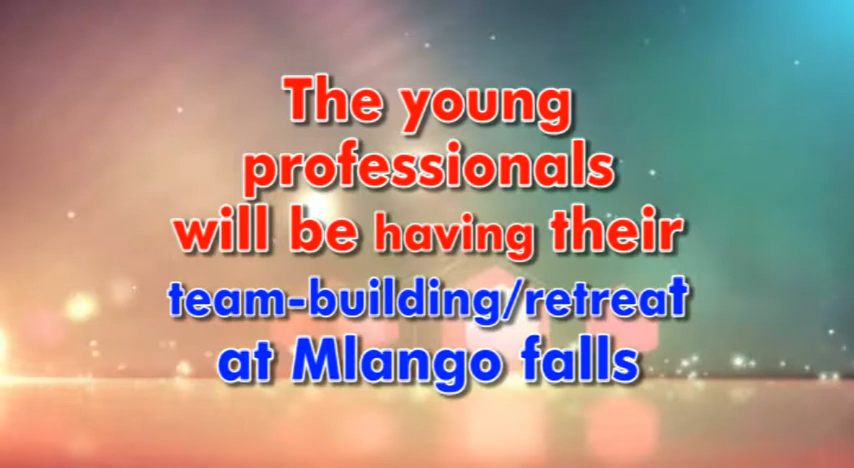 The young
professionals
will be having their
team-building/retreat
at Mlango falls